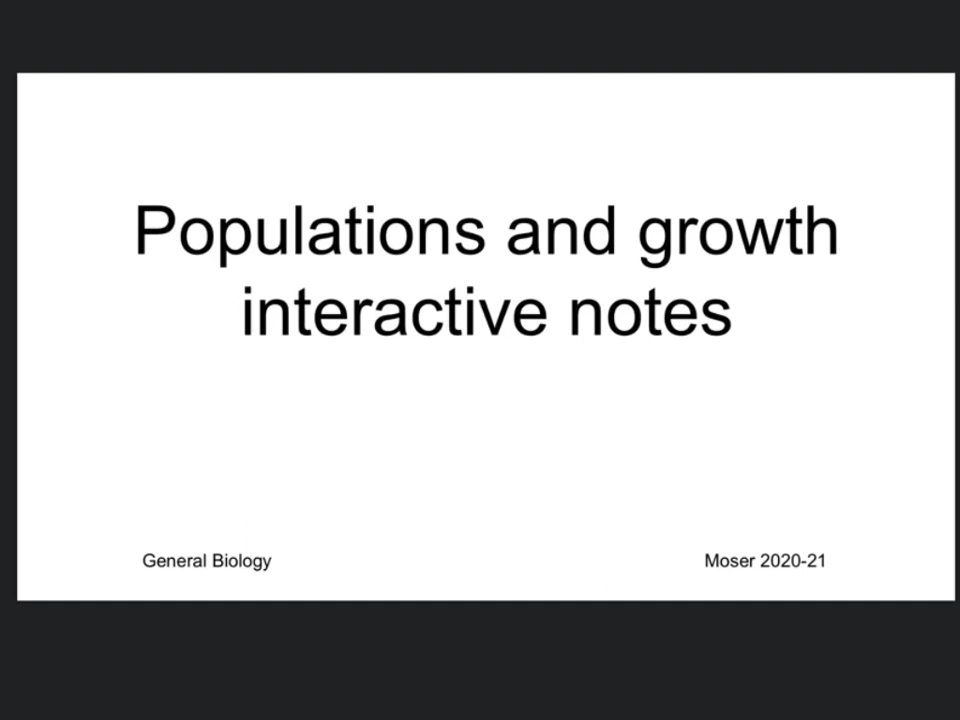 Populations and growth
interactive notes
General Biology
Moser 2020-21